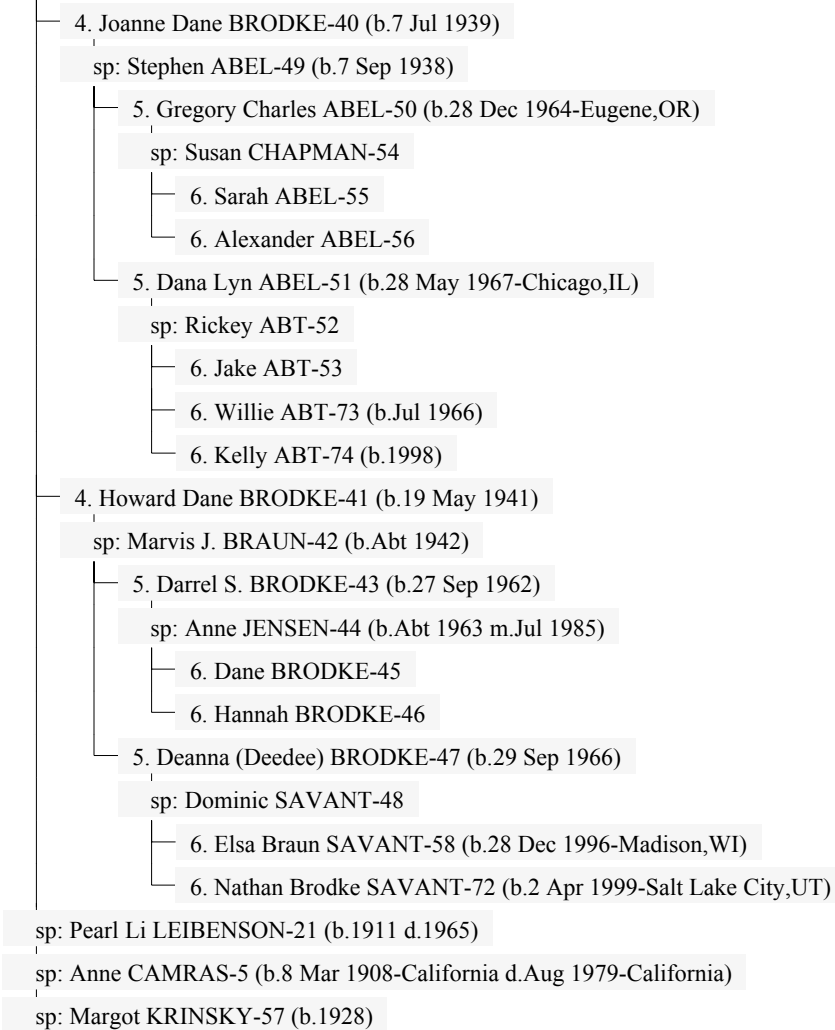 4. Joanne Dane BRODKE-40 (b.7 Jul 1939)
sp: Stephen ABEL-49 (b.7 Sep 1938)
5. Gregory Charles ABEL-50 (b.28 Dec 1964-Eugene,OR)
sp: Susan CHAPMAN-54
6. Sarah ABEL-55
6. Alexander ABEL-56
5. Dana Lyn ABEL-51 (b.28 May 1967-Chicago,IL)
sp: Rickey ABT-52
6. Jake ABT-53
6. Willie ABT-73 (b.Jul 1966)
6. Kelly ABT-74 (b.1998)
4. Howard Dane BRODKE-41 (b.19 May 1941)
sp: Marvis J. BRAUN-42 (b.Abt 1942)
5. Darrel S. BRODKE-43 (b.27 Sep 1962)
sp: Anne JENSEN-44 (b.Abt 1963 m.Jul 1985)
6. Dane BRODKE-45
6. Hannah BRODKE-46
5. Deanna (Deedee) BRODKE-47 (b.29 Sep 1966)
sp: Dominic SAVANT-48
6. Elsa Braun SAVANT-58 (b.28 Dec 1996-Madison,WI)
6. Nathan Brodke SAVANT-72 (b.2 Apr 1999-Salt Lake City,UT)
sp: Pearl Li LEIBENSON-21 (b.1911 d.1965)
sp: Anne CAMRAS-5 (b.8 Mar 1908-California d.Aug 1979-California)
sp: Margot KRINSKY-57 (b.1928)